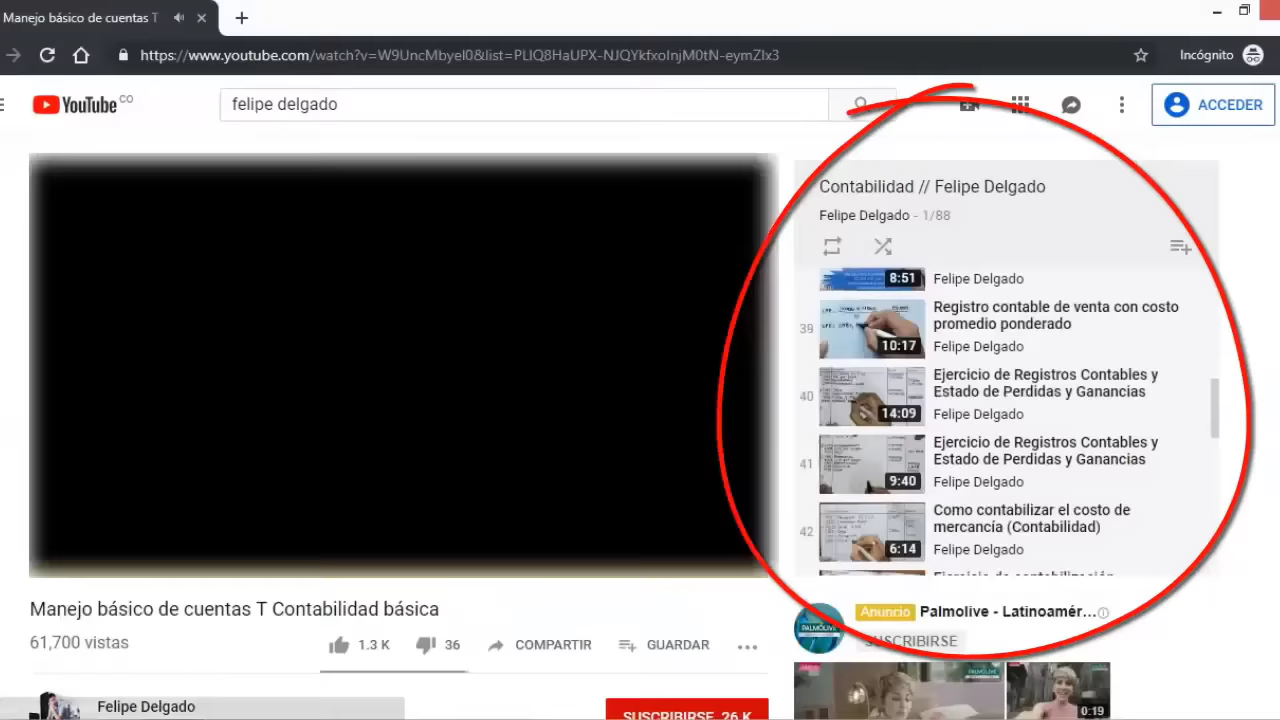 Manejo básico de cuentas T
https://www.youtube.com/watch?v=W9UncMbyel0&list=PLIQ8HaUPX-NJQYkfxoInjM0tN-eymZIx3
Incógnito
YouTube CO
felipe delgado
ACCEDER
Contabilidad // Felipe Delgado
Felipe Delgado - 1/88
8:51
Felipe Delgado
39
10:17
Registro contable de venta con costo
promedio ponderado
Felipe Delgado
40
14:09
Ejercicio de Registros Contables y
Estado de Perdidas y Ganancias
Felipe Delgado
41
9:40
Ejercicio de Registros Contables y
Estado de Perdidas y Ganancias
Felipe Delgado
42
6:14
Como contabilizar el costo de
mercancía (Contabilidad)
Felipe Delgado
Ejercicio de contabilización
Manejo básico de cuentas T Contabilidad básica
61,700 vistas
1.3 K
36
COMPARTIR
GUARDAR
PALMOLIVE
Anuncio Palmolive - Latinoamér...
SUSCRIBIRSE
PALMOLIVE
0:19
Felipe Delgado
SUSCRIBIRSE 26 K